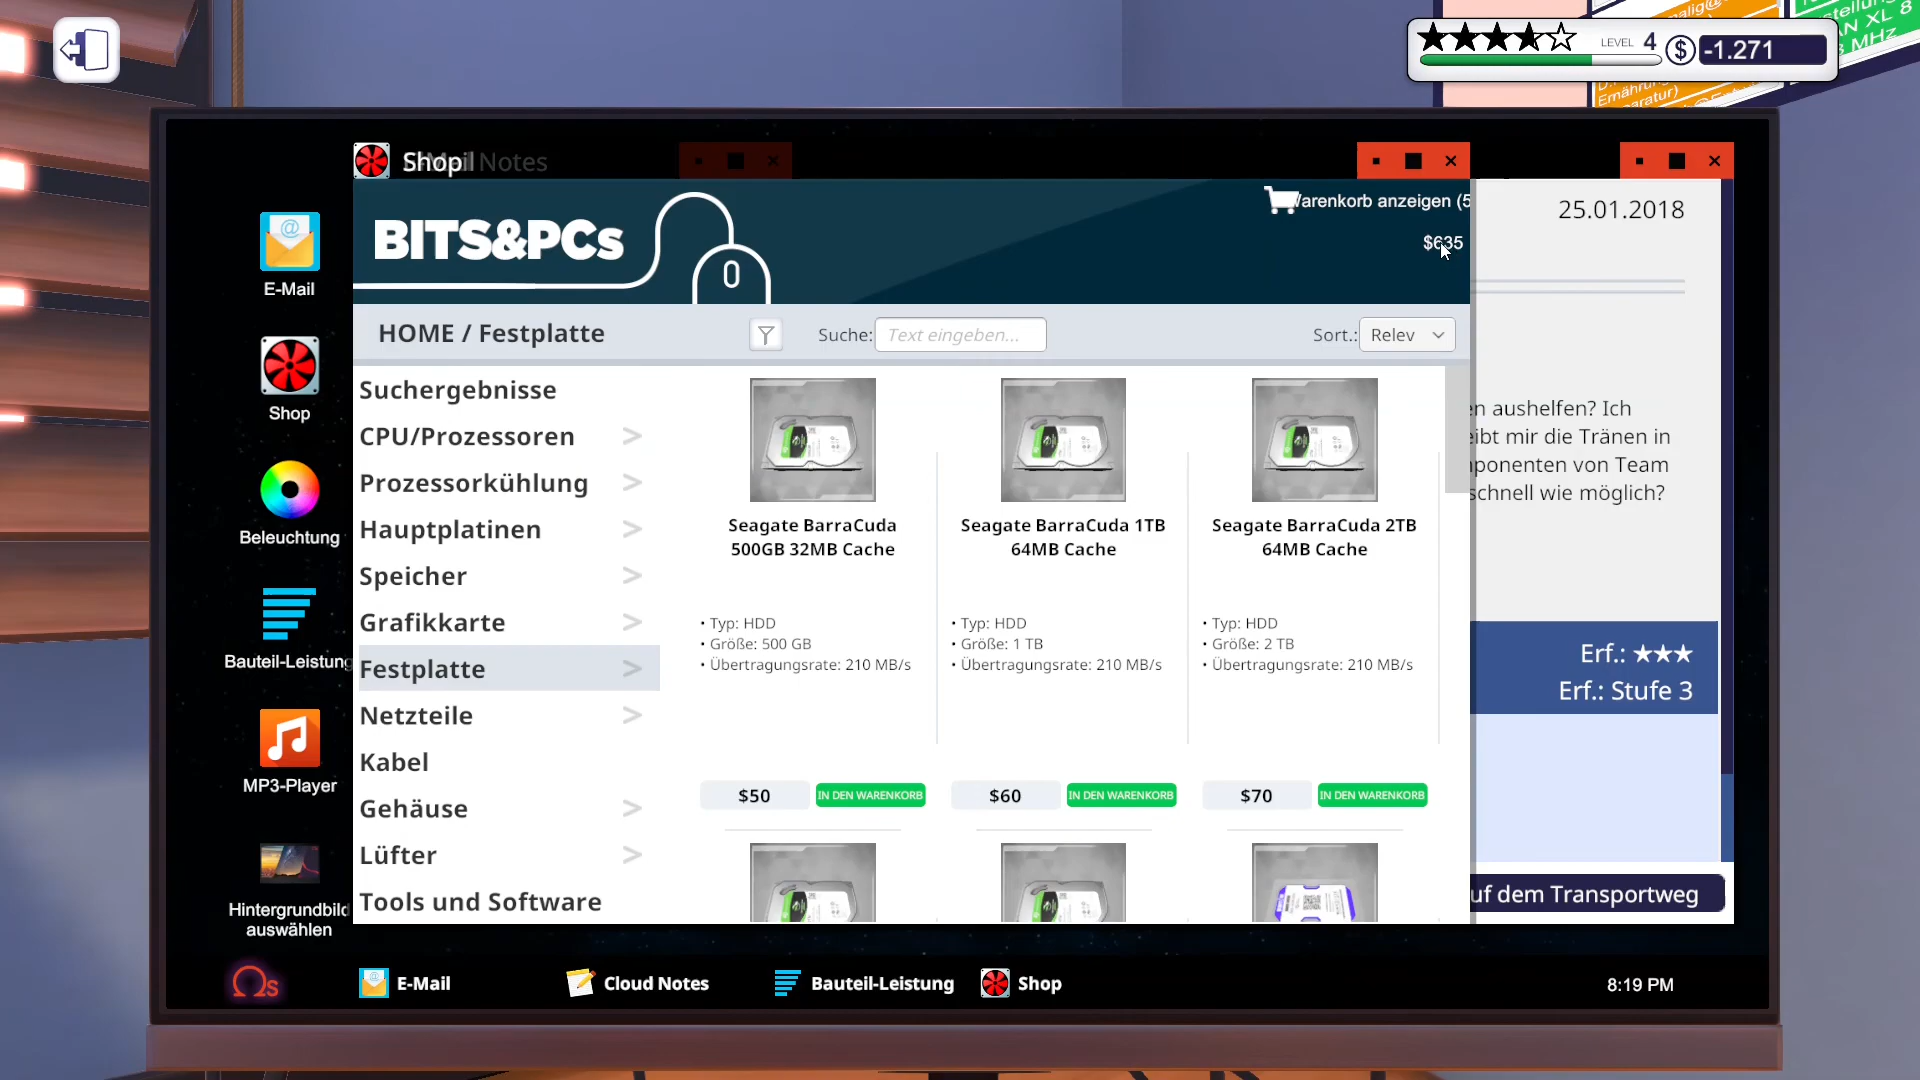 LEVEL 4 $ -1.271
Shop
Notes
Warenkorb anzeigen (5
25.01.2018
BITS&PCs
$635
E-Mail
HOME / Festplatte
Suche:
Text eingeben...
Sort.:
Relev
Suchergebnisse
CPU/Prozessoren >
Prozessorkühlung >
Hauptplatinen >
Speicher >
Grafikkarte >
Festplatte >
Netzteile >
Kabel
Gehäuse >
Lüfter >
Tools und Software
Shop
Beleuchtung
Bauteil-Leistung
MP3-Player
Hintergrundbild
auswählen
Seagate BarraCuda
500GB 32MB Cache
• Typ: HDD
• Größe: 500 GB
• Übertragungsrate: 210 MB/s
$50 IN DEN WARENKORB
Seagate BarraCuda 1TB
64MB Cache
• Typ: HDD
• Größe: 1 TB
• Übertragungsrate: 210 MB/s
$60 IN DEN WARENKORB
Seagate BarraCuda 2TB
64MB Cache
• Typ: HDD
• Größe: 2 TB
• Übertragungsrate: 210 MB/s
$70 IN DEN WARENKORB
en aushelfen? Ich
eibt mir die Tränen in
ponenten von Team
schnell wie möglich?
Erf.: ★★★
Erf.: Stufe 3
uf dem Transportweg
Ωs
E-Mail
Cloud Notes
Bauteil-Leistung
Shop
8:19 PM
XL 8
MHz